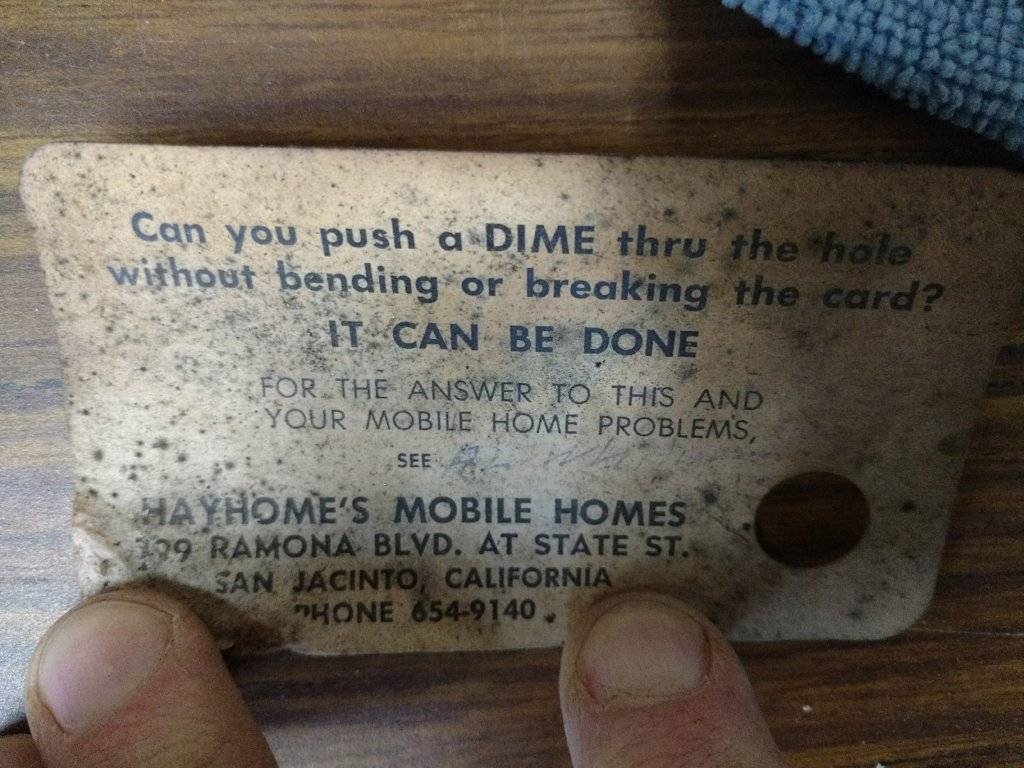 Can you push a DIME thru the hole
without bending or breaking the card?
IT CAN BE DONE
FOR THE ANSWER TO THIS AND
YOUR MOBILE HOME PROBLEMS,
SEE
HAYHOME'S MOBILE HOMES
199 RAMONA BLVD. AT STATE ST.
SAN JACINTO, CALIFORNIA
PHONE 654-9140